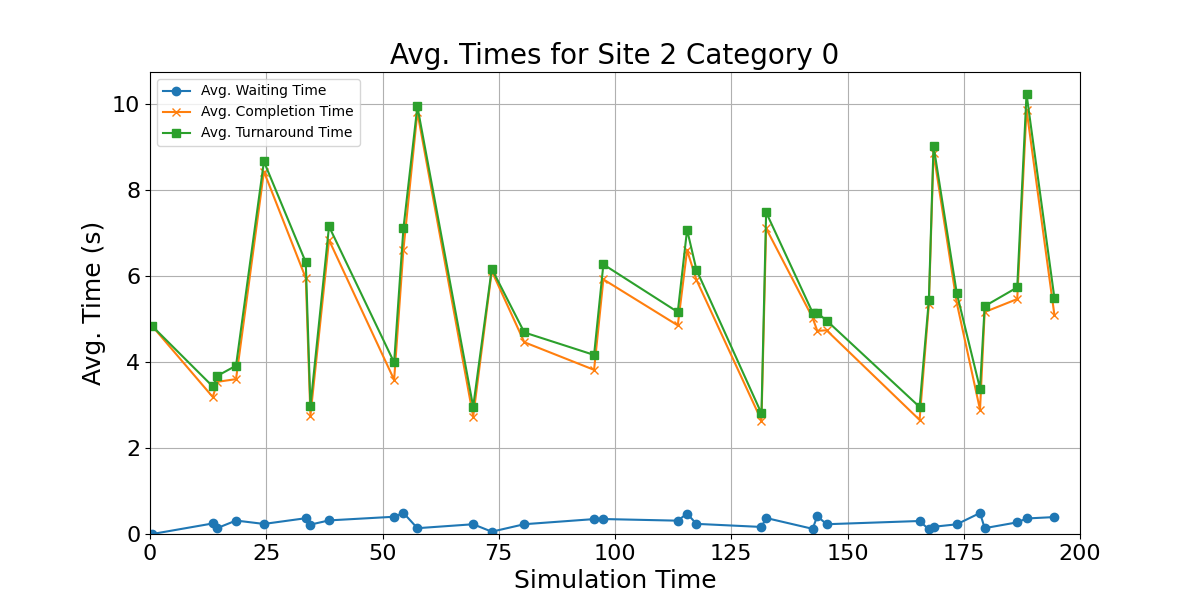 Avg. Times for Site 2 Category 0
Avg. Waiting Time
Avg. Completion Time
Avg. Turnaround Time
10
8
6
4
2
0
Avg. Time (s)
0 25 50 75 100 125 150 175 200
Simulation Time